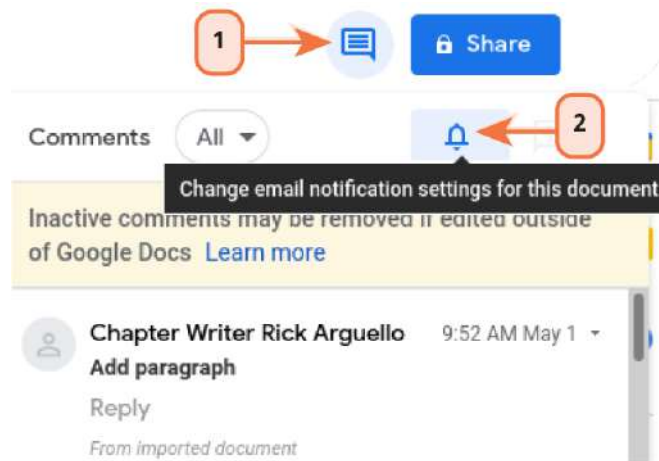 1
Share
Comments
All
2
Change email notification settings for this document
Inactive comments may be removed if edited outside
of Google Docs Learn more
Chapter Writer Rick Arguello 9:52 AM May 1
Add paragraph
Reply
From imported document